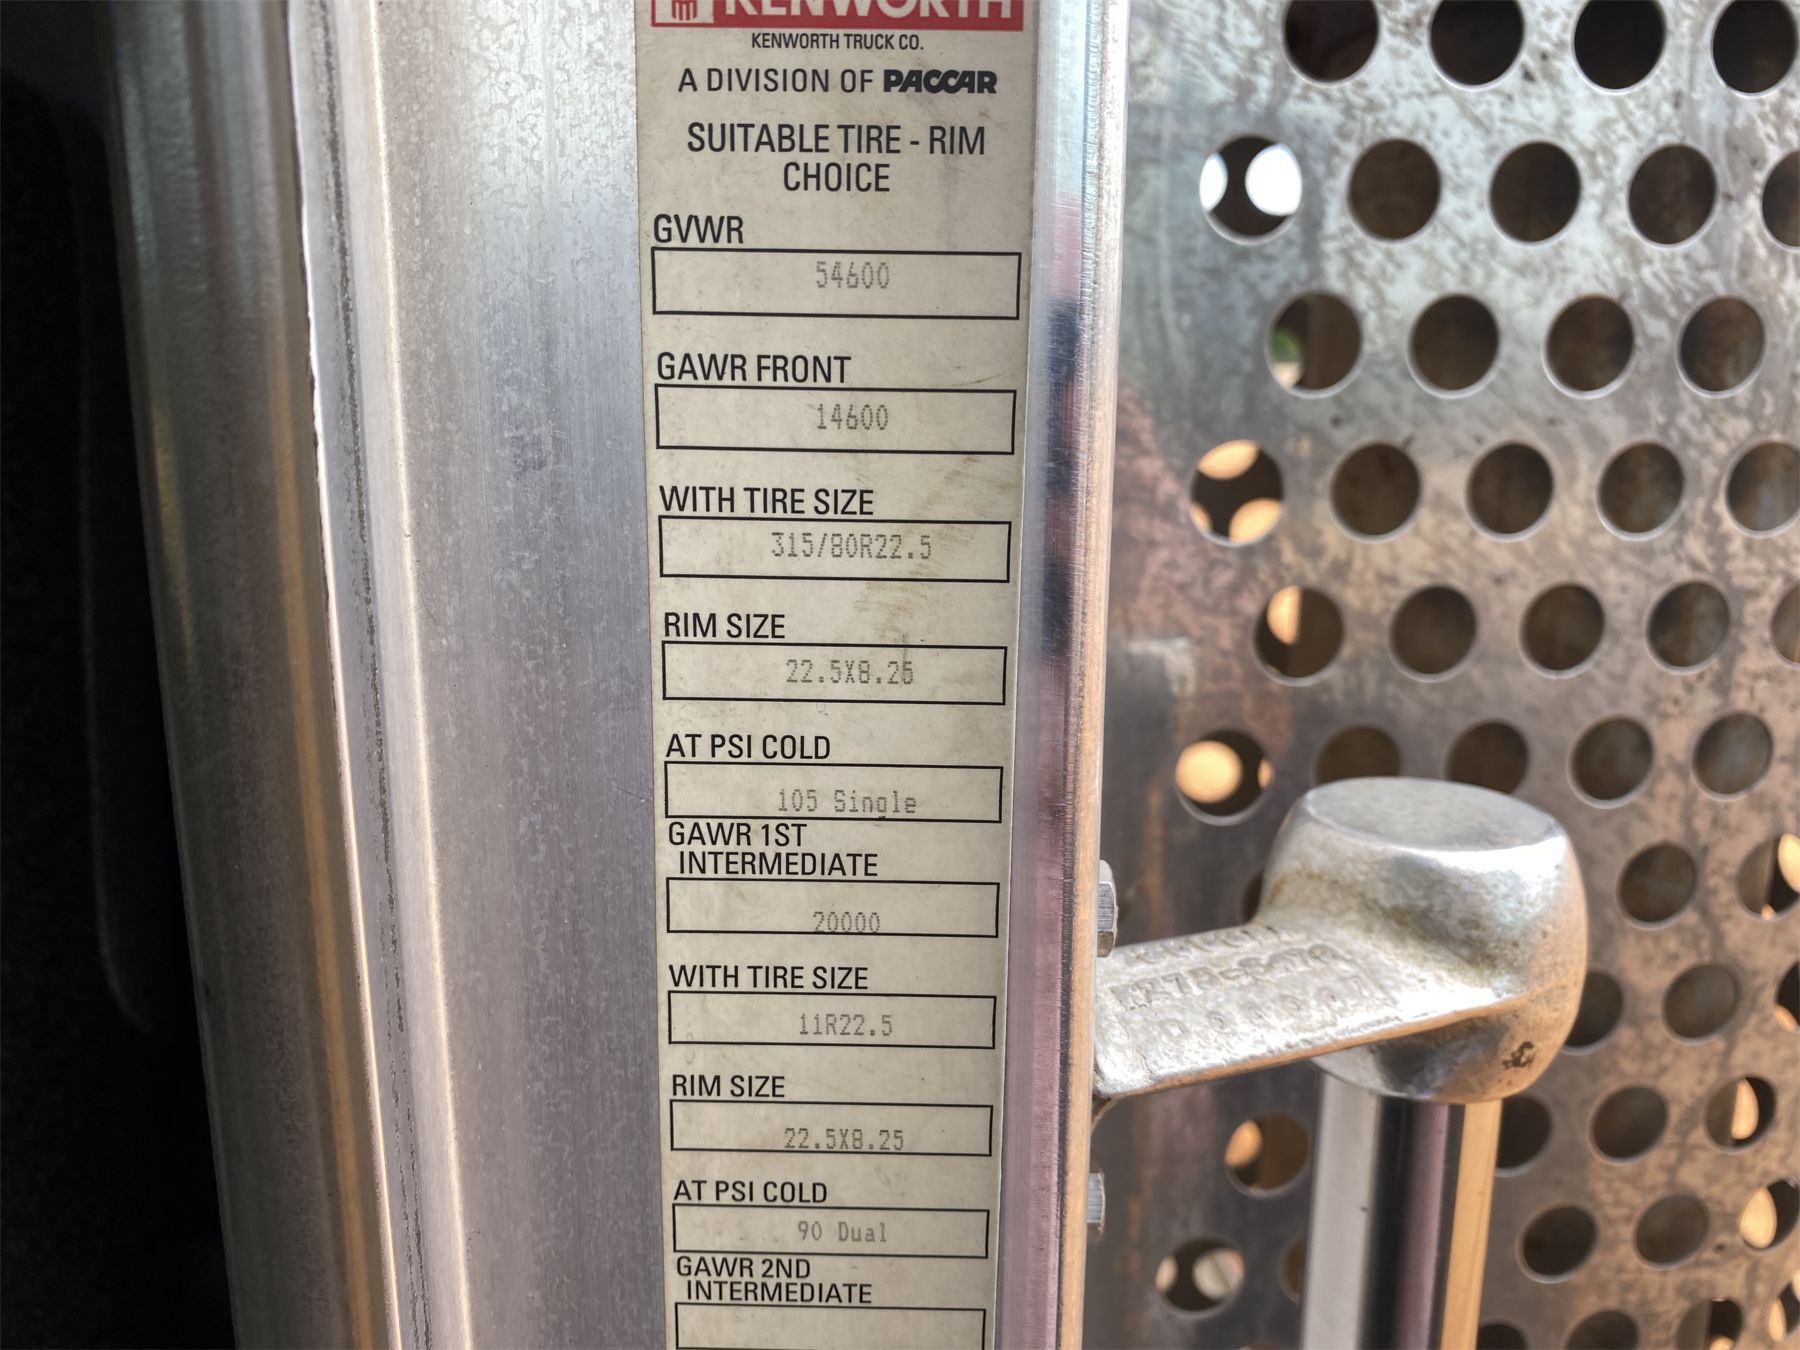 KENWORTH
KENWORTH TRUCK CO.
A DIVISION OF PACCAR
SUITABLE TIRE - RIM
CHOICE
GVWR
54600
GAWR FRONT
14600
WITH TIRE SIZE
315/80R22.5
RIM SIZE
22.5X8.25
AT PSI COLD
105 Single
GAWR 1ST
INTERMEDIATE
20000
WITH TIRE SIZE
11R22.5
RIM SIZE
22.5X8.25
AT PSI COLD
90 Dual
GAWR 2ND
INTERMEDIATE